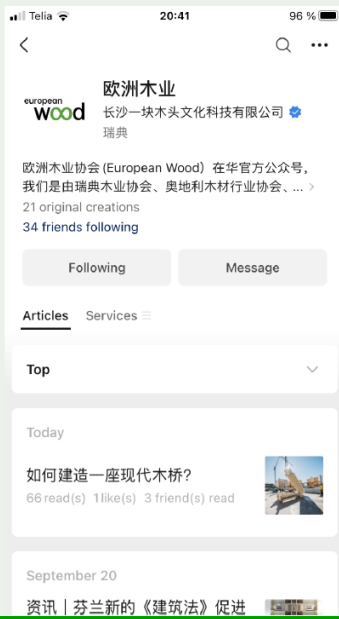 Telia 20:41 96 %
european
wood
欧洲木业
长沙一块木头文化科技有限公司
瑞典
欧洲木业协会 (European Wood）在华官方公众号，
我们是由瑞典木业协会、奥地利木材行业协会、...
21 original creations
34 friends following
Following Message
Articles Services
Top
Today
如何建造一座现代木桥？
66 read(s) 1 like(s) 3 friend(s) read
September 20
资讯｜芬兰新的《建筑法》促进